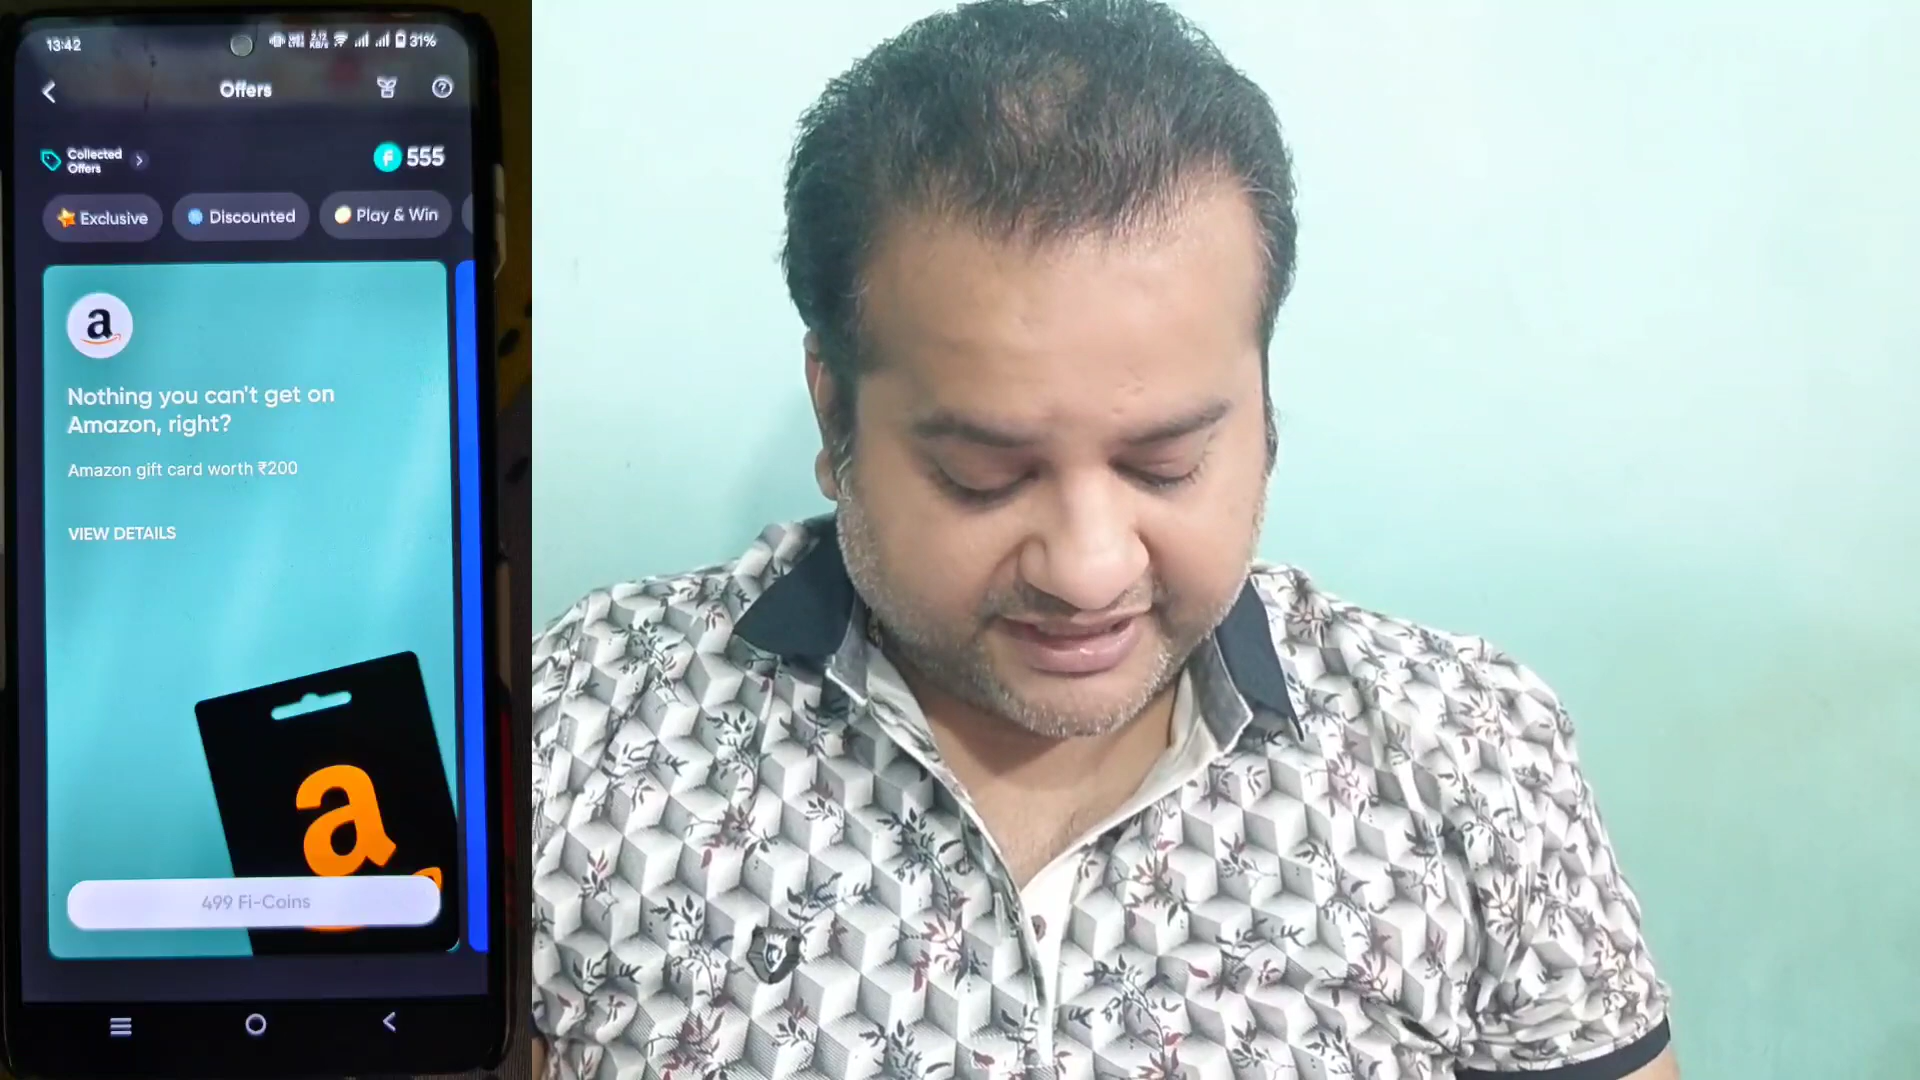 13:42
31%
Offers
Collected
Offers
555
Exclusive
Discounted
Play & Win
a
Nothing you can't get on
Amazon, right?
Amazon gift card worth ₹200
VIEW DETAILS
a
499 Fi-Coins